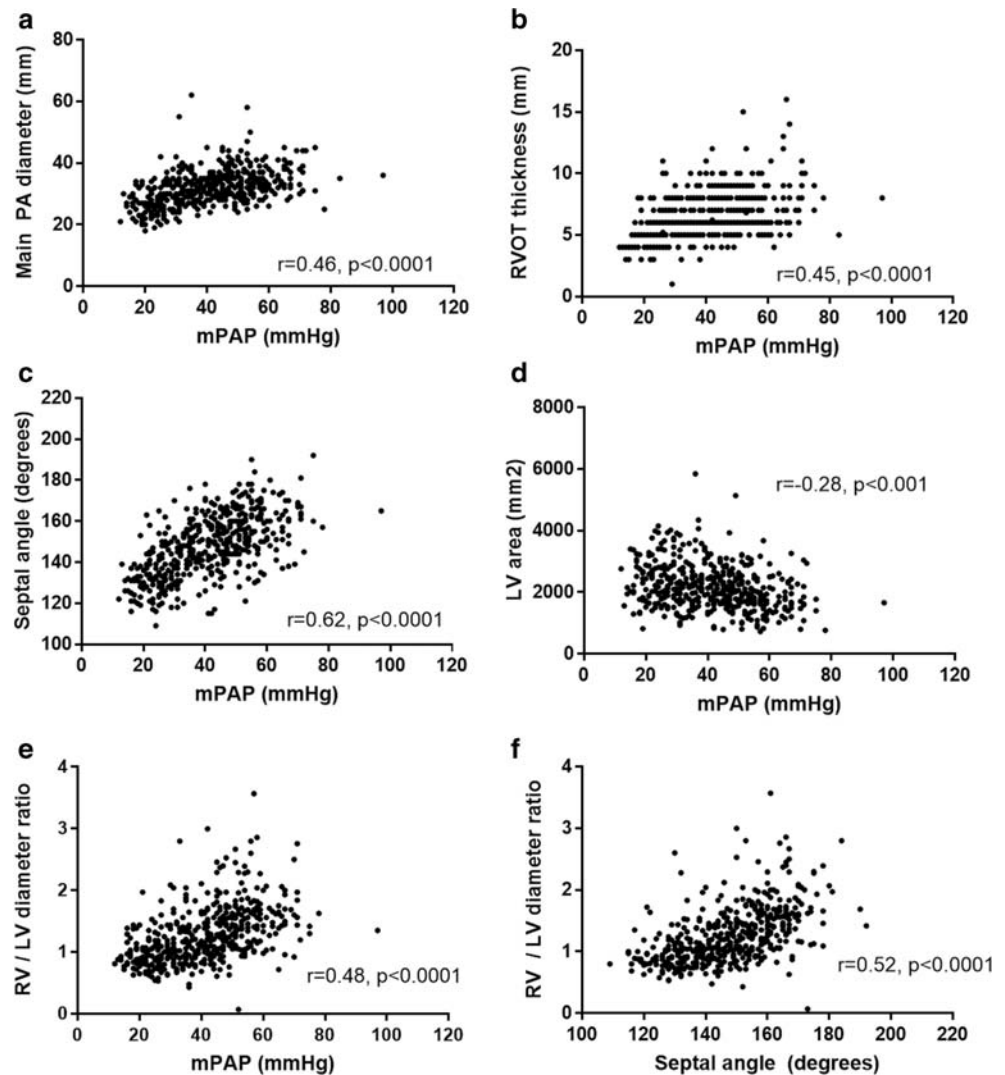 a
80
60
40
20
0
Main PA diameter (mm)
r=0.46, p<0.0001
0 20 40 60 80 100 120
mPAP (mmHg)
b
20
15
10
5
0
RVOT thickness (mm)
r=0.45, p<0.0001
0 20 40 60 80 100 120
mPAP (mmHg)
c
220
200
180
160
140
120
100
Septal angle (degrees)
r=0.62, p<0.0001
0 20 40 60 80 100 120
mPAP (mmHg)
d
8000
6000
4000
2000
0
LV area (mm2)
r=-0.28, p<0.001
0 20 40 60 80 100 120
mPAP (mmHg)
e
4
3
2
1
0
RV / LV diameter ratio
r=0.48, p<0.0001
0 20 40 60 80 100 120
mPAP (mmHg)
f
4
3
2
1
0
RV / LV diameter ratio
r=0.52, p<0.0001
100 120 140 160 180 200 220
Septal angle (degrees)